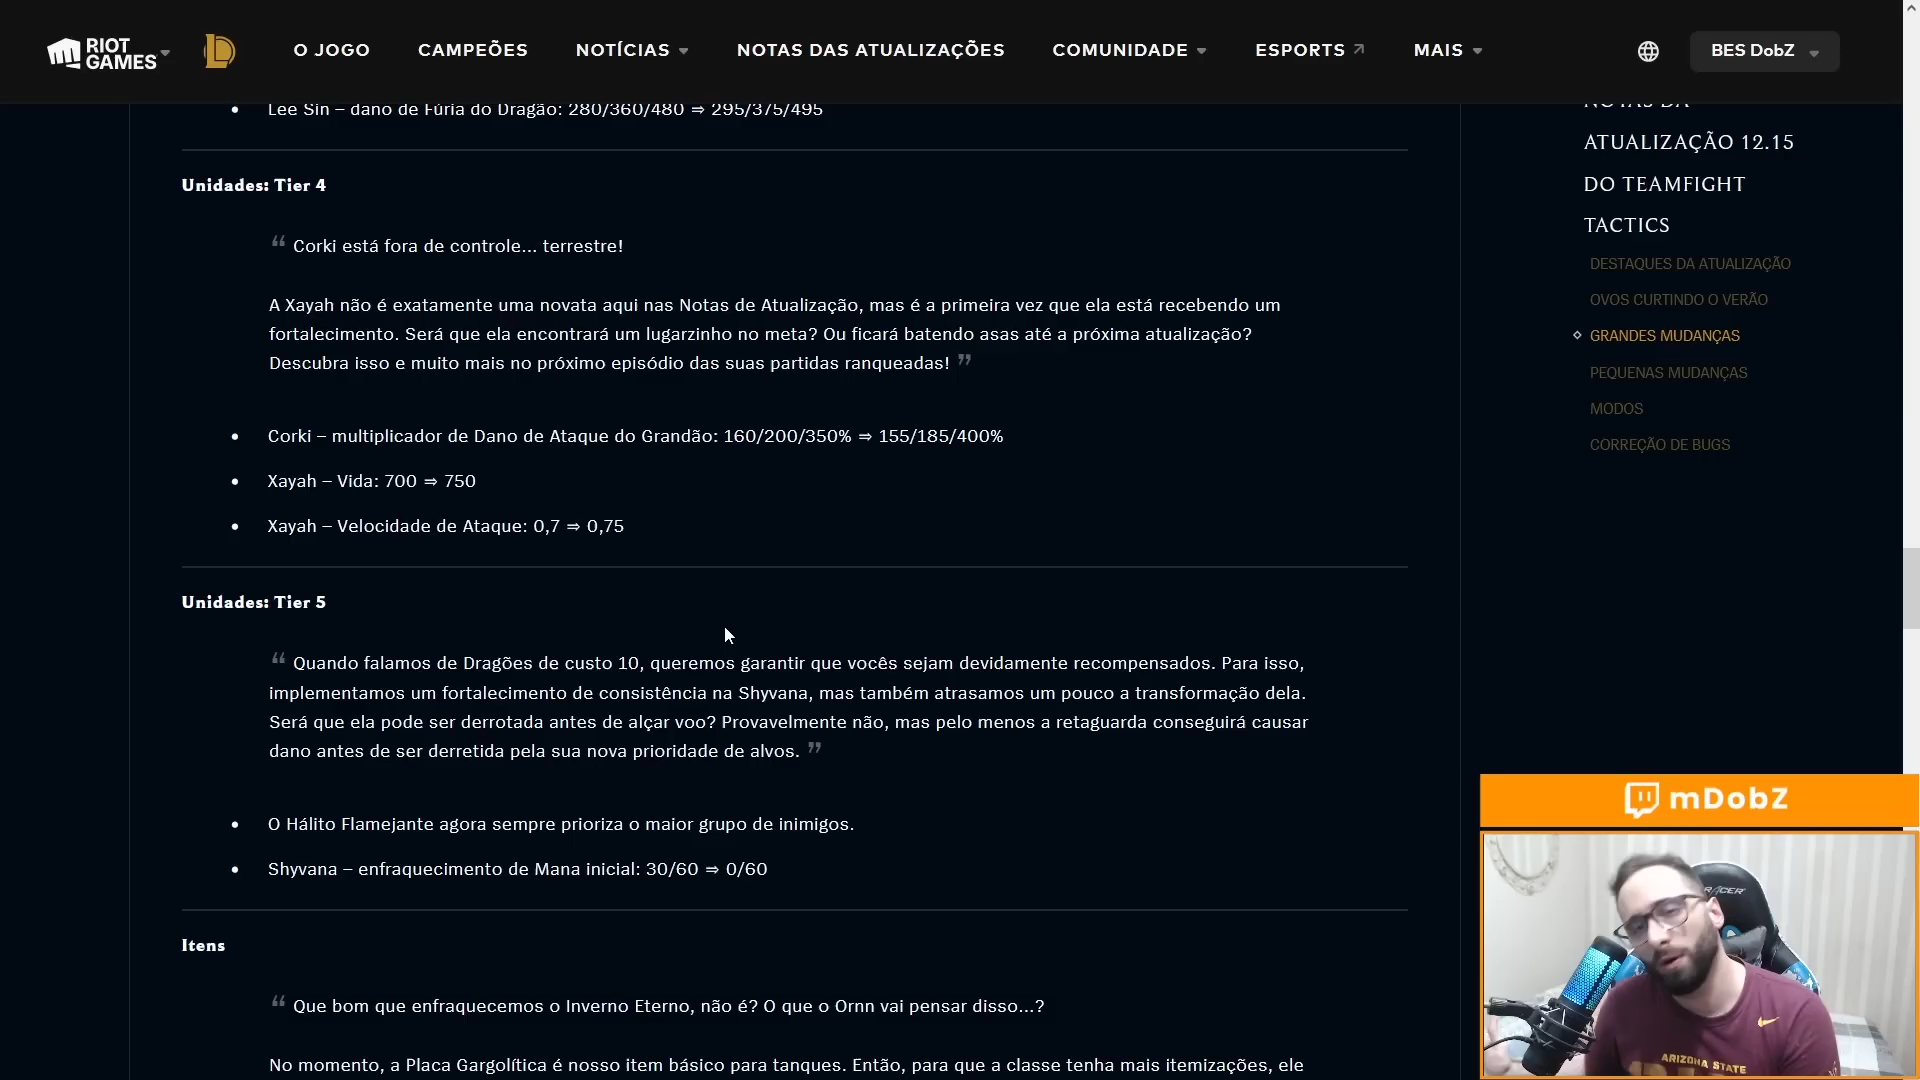 RIOT GAMES
O JOGO
CAMPEÕES
NOTÍCIAS
NOTAS DAS ATUALIZAÇÕES
COMUNIDADE
ESPORTS
MAIS
BES DobZ
Lee Sin – dano de Fúria do Dragão: 280/360/480 ⇒ 295/375/495
Unidades: Tier 4
“ Corki está fora de controle... terrestre!
A Xayah não é exatamente uma novata aqui nas Notas de Atualização, mas é a primeira vez que ela está recebendo um
fortalecimento. Será que ela encontrará um lugarzinho no meta? Ou ficará batendo asas até a próxima atualização?
Descubra isso e muito mais no próximo episódio das suas partidas ranqueadas! ”
• Corki – multiplicador de Dano de Ataque do Grandão: 160/200/350% ⇒ 155/185/400%
• Xayah – Vida: 700 ⇒ 750
• Xayah – Velocidade de Ataque: 0,7 ⇒ 0,75
Unidades: Tier 5
“ Quando falamos de Dragões de custo 10, queremos garantir que vocês sejam devidamente recompensados. Para isso,
implementamos um fortalecimento de consistência na Shyvana, mas também atrasamos um pouco a transformação dela.
Será que ela pode ser derrotada antes de alçar voo? Provavelmente não, mas pelo menos a retaguarda conseguirá causar
dano antes de ser derretida pela sua nova prioridade de alvos. ”
• O Hálito Flamejante agora sempre prioriza o maior grupo de inimigos.
• Shyvana – enfraquecimento de Mana inicial: 30/60 ⇒ 0/60
Itens
“ Que bom que enfraquecemos o Inverno Eterno, não é? O que o Ornn vai pensar disso...?
No momento, a Placa Gargolítica é nosso item básico para tanques. Então, para que a classe tenha mais itemizações, ele
NOTAS DA
ATUALIZAÇÃO 12.15
DO TEAMFIGHT
TACTICS
DESTAQUES DA ATUALIZAÇÃO
OVOS CURTINDO O VERÃO
GRANDES MUDANÇAS
PEQUENAS MUDANÇAS
MODOS
CORREÇÃO DE BUGS
mDobZ
ARIZONA STATE